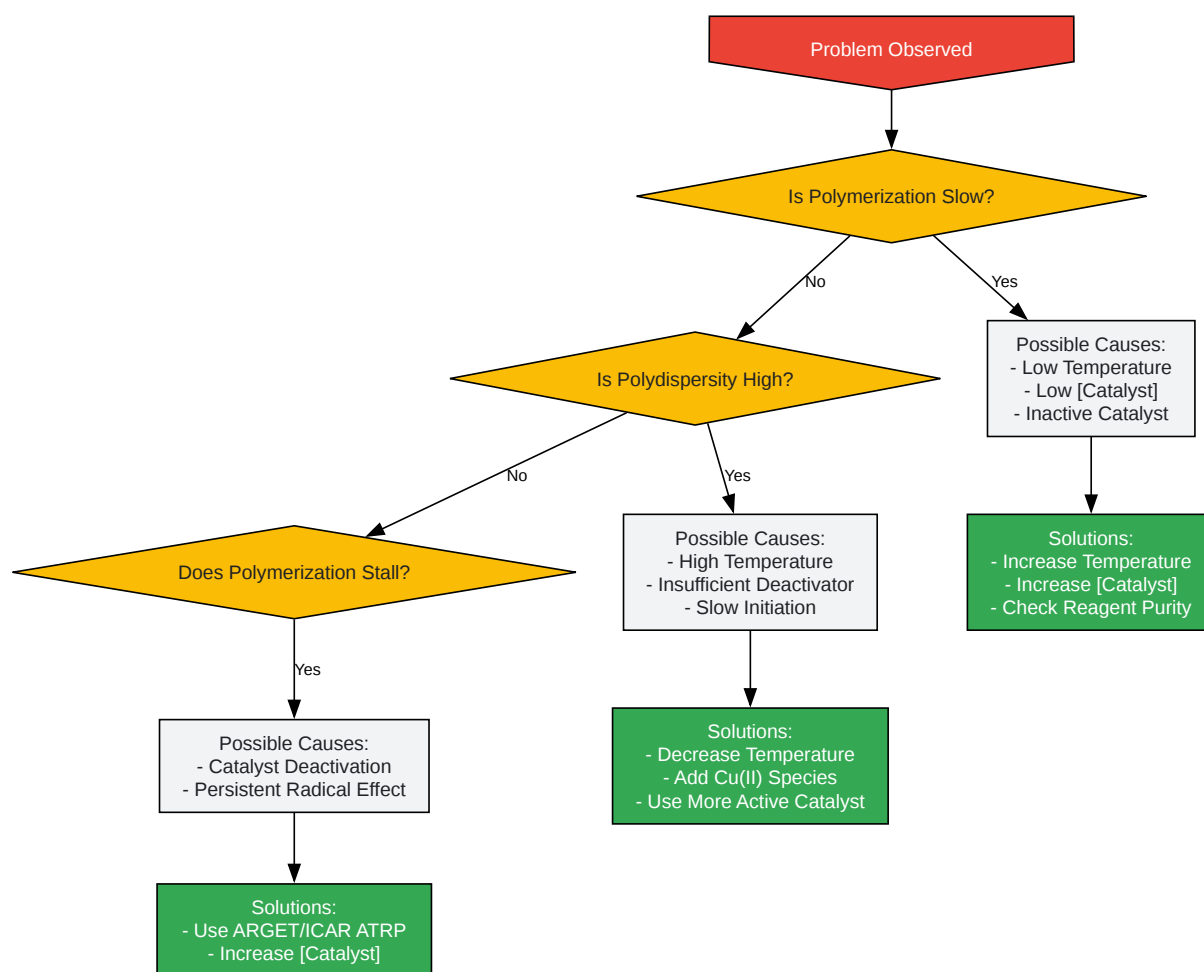 Problem Observed
Is Polymerization Slow?
No
Yes
Possible Causes:
- Low Temperature
- Low [Catalyst]
- Inactive Catalyst
Is Polydispersity High?
No
Yes
Solutions:
- Increase Temperature
- Increase [Catalyst]
- Check Reagent Purity
Possible Causes:
- High Temperature
- Insufficient Deactivator
- Slow Initiation
Does Polymerization Stall?
Yes
Solutions:
- Decrease Temperature
- Add Cu(II) Species
- Use More Active Catalyst
Possible Causes:
- Catalyst Deactivation
- Persistent Radical Effect
Solutions:
- Use ARGET/ICAR ATRP
- Increase [Catalyst]